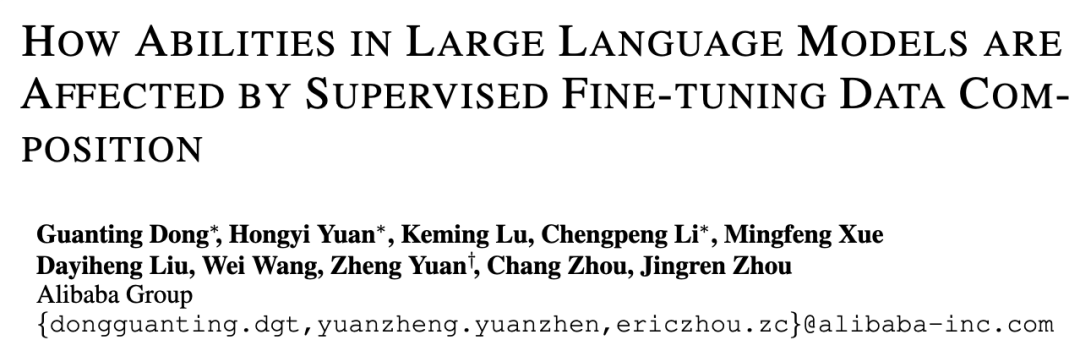 HOW ABILITIES IN LARGE LANGUAGE MODELS ARE
AFFECTED BY SUPERVISED FINE-TUNING DATA COM-
POSITION
Guanting Dong*, Hongyi Yuan*, Keming Lu, Chengpeng Li*, Mingfeng Xue
Dayiheng Liu, Wei Wang, Zheng Yuan†, Chang Zhou, Jingren Zhou
Alibaba Group
{dongguanting.dgt,yuanzheng.yuanzhen,ericzhou.zc}@alibaba-inc.com